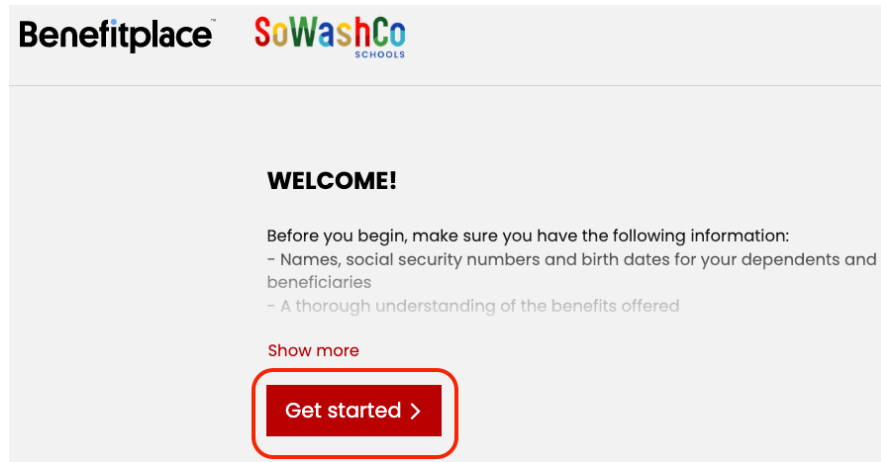 Benefitplace™ SoWashCo
SCHOOLS
WELCOME!
Before you begin, make sure you have the following information:
- Names, social security numbers and birth dates for your dependents and
beneficiaries
- A thorough understanding of the benefits offered
Show more
Get started >